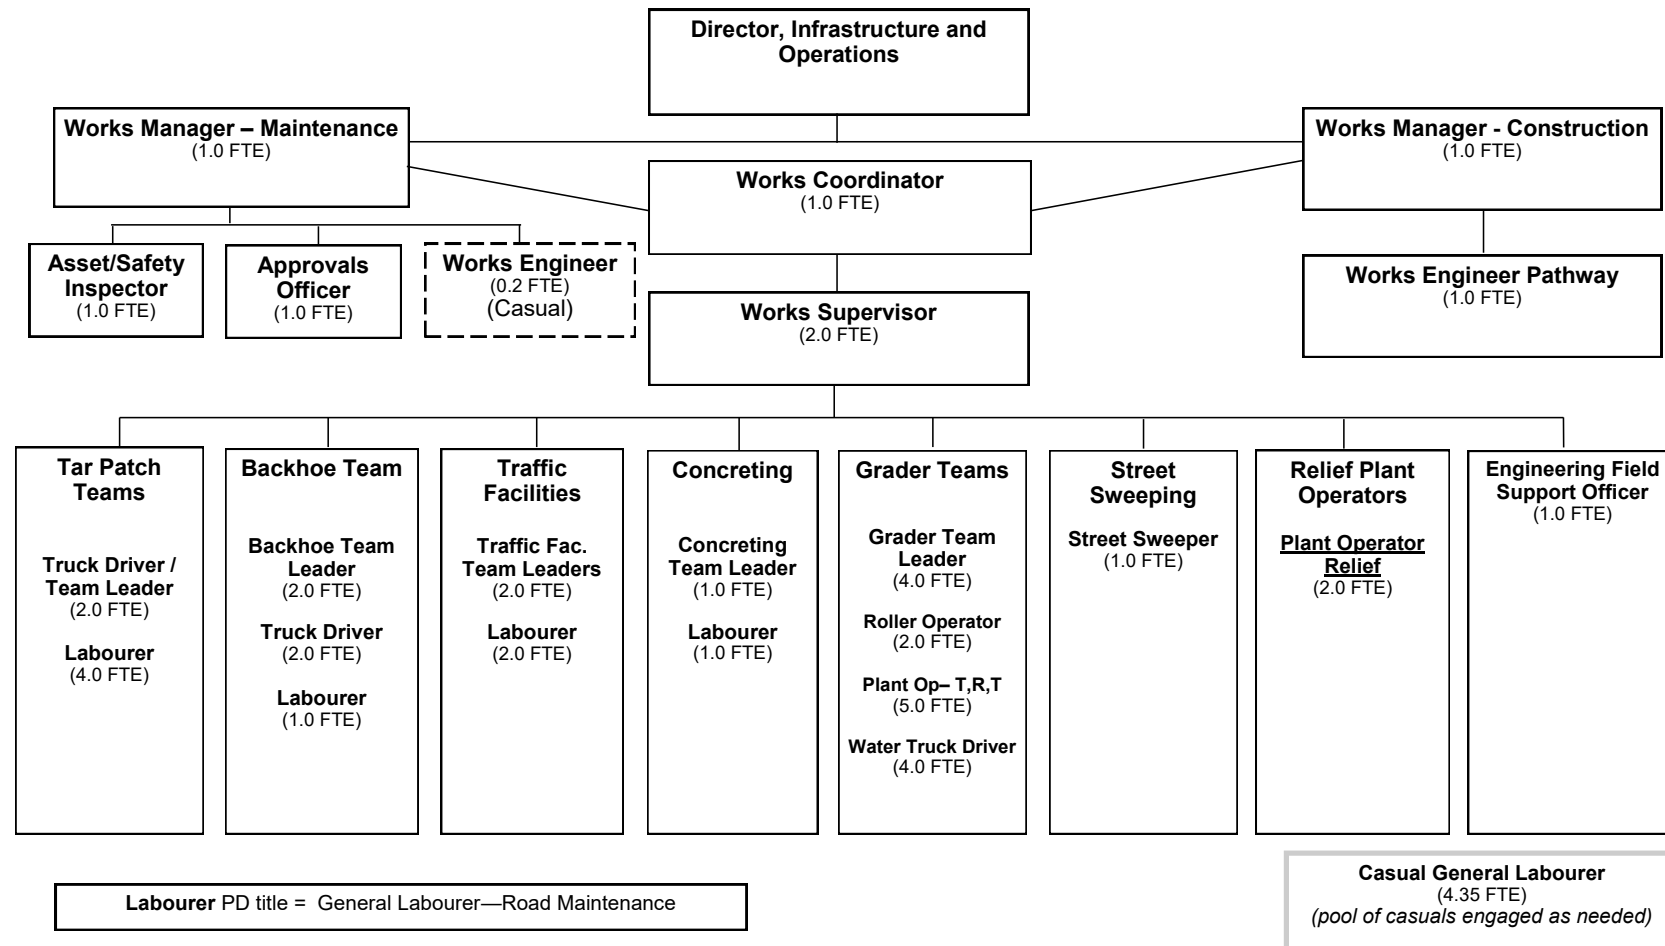 Director, Infrastructure and
Operations
Works Manager – Maintenance
(1.0 FTE)
Works Manager - Construction
(1.0 FTE)
Works Coordinator
(1.0 FTE)
Asset/Safety
Inspector
(1.0 FTE)
Approvals
Officer
(1.0 FTE)
Works Engineer
(0.2 FTE)
(Casual)
Works Supervisor
(2.0 FTE)
Works Engineer Pathway
(1.0 FTE)
Tar Patch
Teams
Truck Driver /
Team Leader
(2.0 FTE)
Labourer
(4.0 FTE)
Backhoe Team
Backhoe Team
Leader
(2.0 FTE)
Truck Driver
(2.0 FTE)
Labourer
(1.0 FTE)
Traffic
Facilities
Traffic Fac.
Team Leaders
(2.0 FTE)
Labourer
(2.0 FTE)
Concreting
Concreting
Team Leader
(1.0 FTE)
Labourer
(1.0 FTE)
Grader Teams
Grader Team
Leader
(4.0 FTE)
Roller Operator
(2.0 FTE)
Plant Op– T,R,T
(5.0 FTE)
Water Truck Driver
(4.0 FTE)
Street
Sweeping
Street Sweeper
(1.0 FTE)
Relief Plant
Operators
Plant Operator
Relief
(2.0 FTE)
Engineering Field
Support Officer
(1.0 FTE)
Labourer PD title = General Labourer—Road Maintenance
Casual General Labourer
(4.35 FTE)
(pool of casuals engaged as needed)